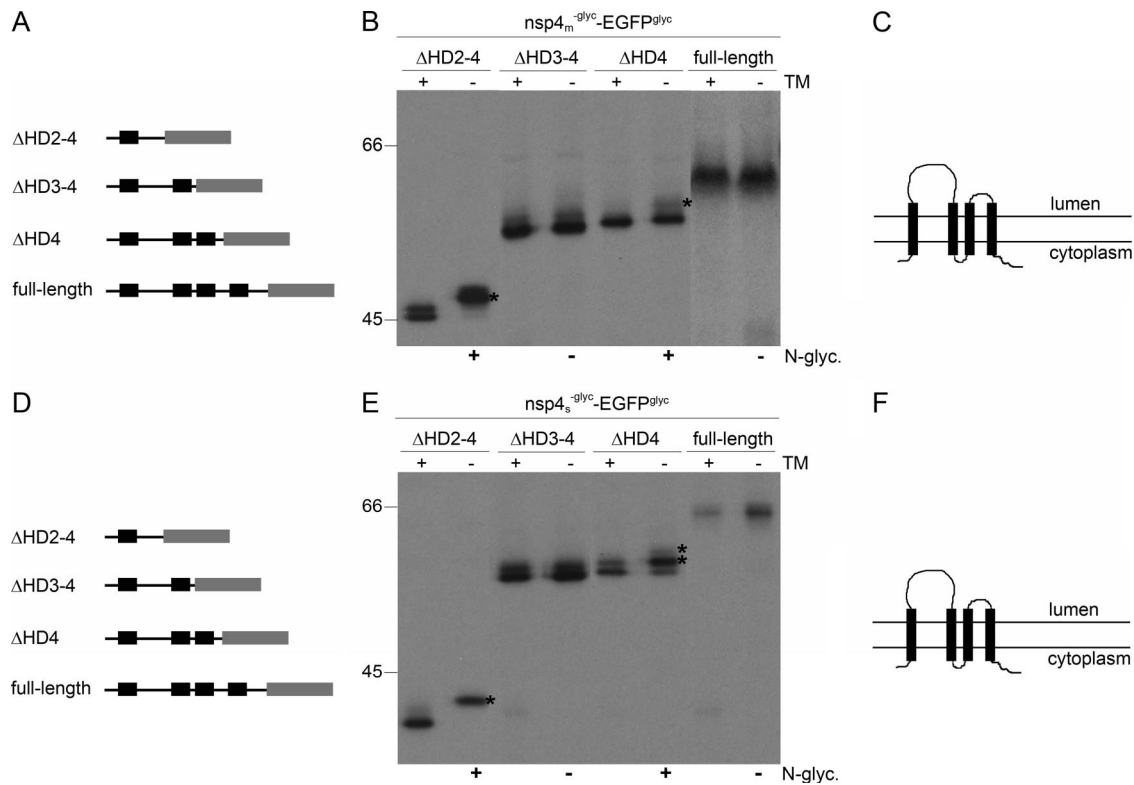 A
ΔHD2-4
ΔHD3-4
ΔHD4
full-length
B
nsp4m-glyc-EGFPglyc
ΔHD2-4 ΔHD3-4 ΔHD4 full-length
+ - + - + - + - TM
66
*
*
45
+ - + - N-glyc.
C
lumen
cytoplasm
D
ΔHD2-4
ΔHD3-4
ΔHD4
full-length
E
nsp4s-glyc-EGFPglyc
ΔHD2-4 ΔHD3-4 ΔHD4 full-length
+ - + - + - + - TM
66
*
*
45
*
+ - + - N-glyc.
F
lumen
cytoplasm